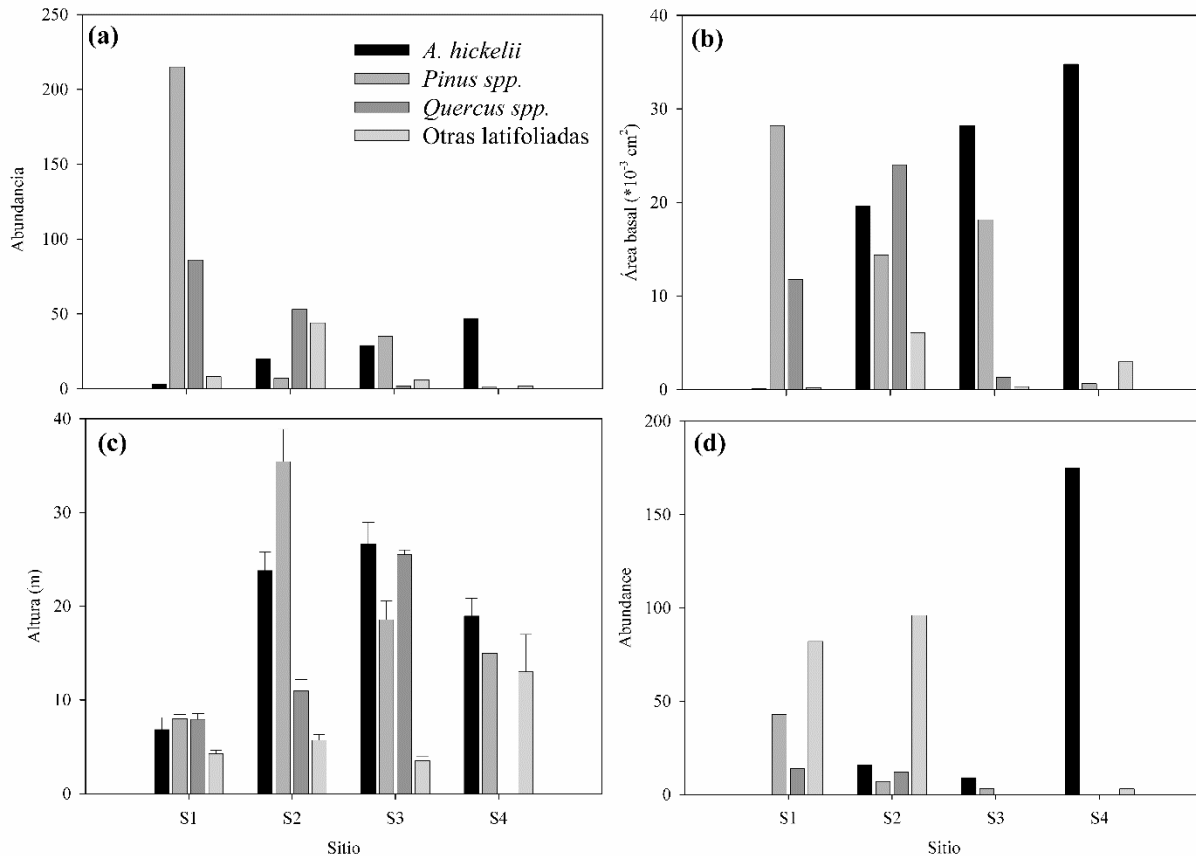 (a)
250
200
150
100
50
0
Abundancia
A. hickelii
Pinus spp.
Quercus spp.
Otras latifoliadas
(b)
40
30
20
10
0
Área basal (*10⁻³ cm²)
(c)
40
30
20
10
0
Altura (m)
S1 S2 S3 S4
Sitio
(d)
200
150
100
50
0
Abundance
S1 S2 S3 S4
Sitio